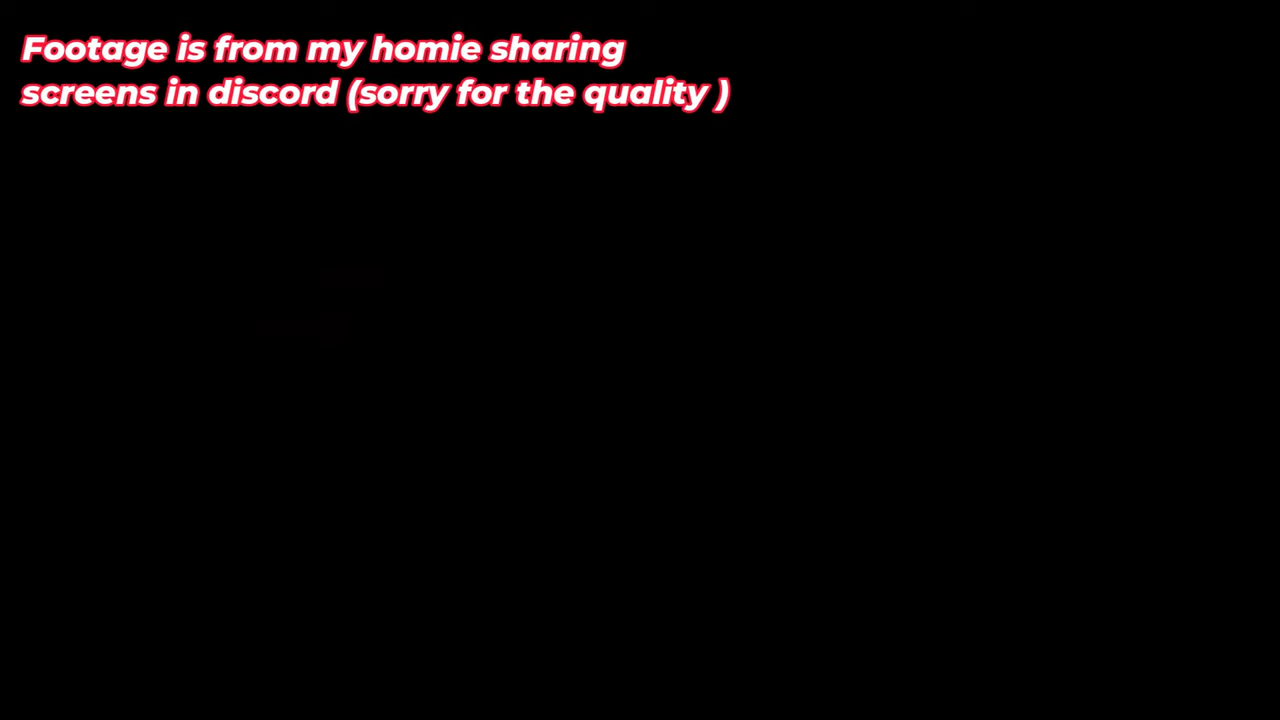 Footage is from my homie sharing
screens in discord (sorry for the quality )